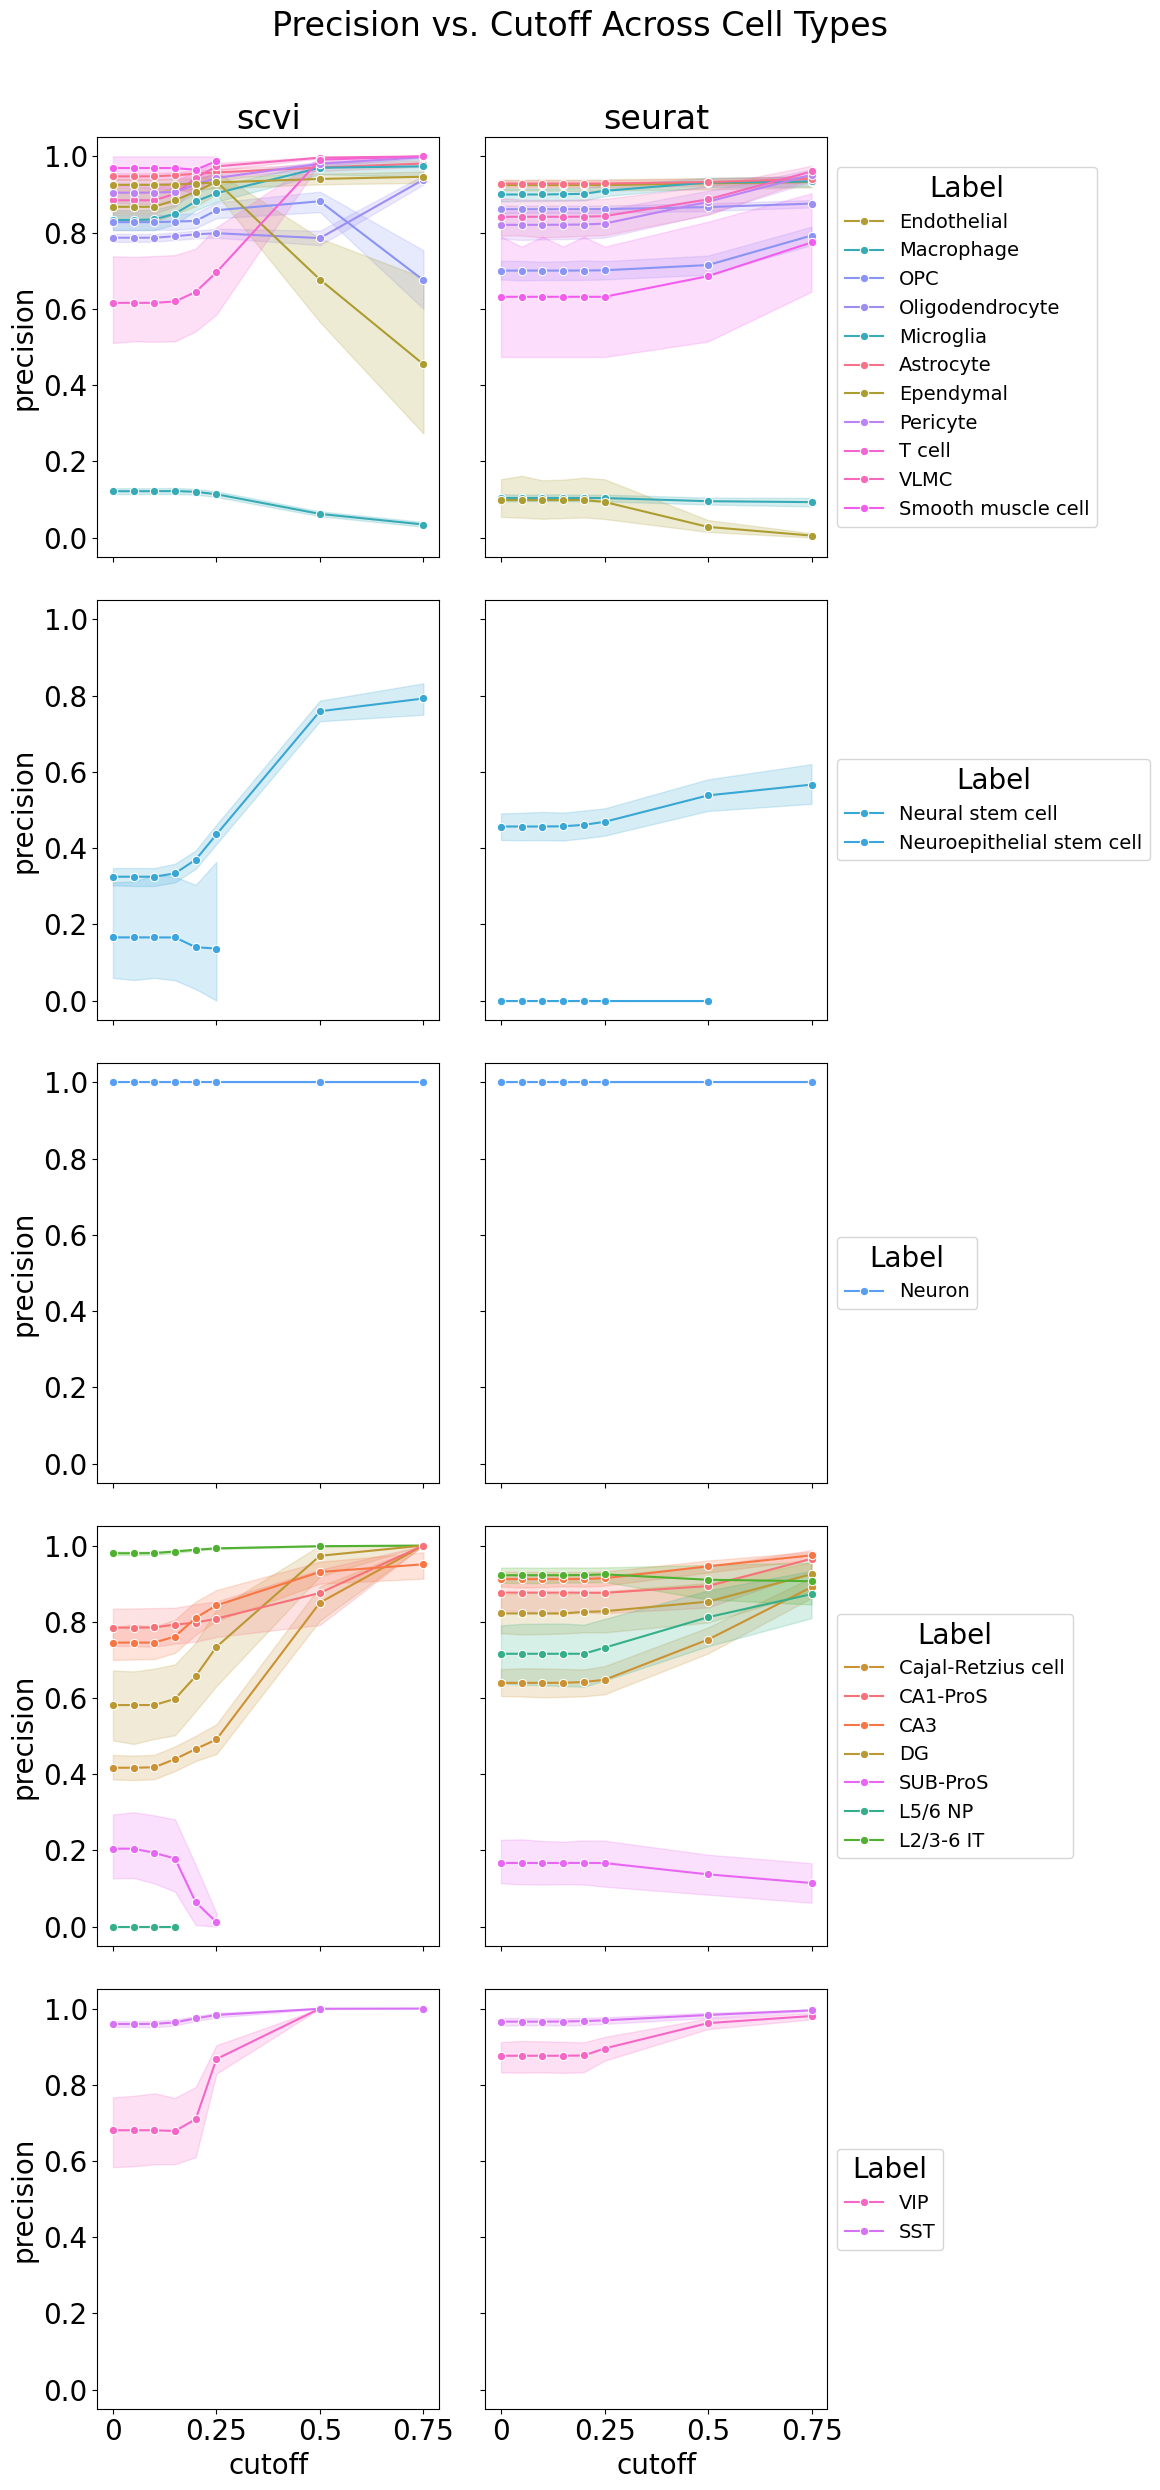 Precision vs. Cutoff Across Cell Types
scvi
seurat
1.0
0.8
0.6
0.4
0.2
0.0
precision
Label
Endothelial
Macrophage
OPC
Oligodendrocyte
Microglia
Astrocyte
Ependymal
Pericyte
T cell
VLMC
Smooth muscle cell
1.0
0.8
0.6
0.4
0.2
0.0
precision
Label
Neural stem cell
Neuroepithelial stem cell
1.0
0.8
0.6
0.4
0.2
0.0
precision
Label
Neuron
1.0
0.8
0.6
0.4
0.2
0.0
precision
Label
Cajal-Retzius cell
CA1-ProS
CA3
DG
SUB-ProS
L5/6 NP
L2/3-6 IT
1.0
0.8
0.6
0.4
0.2
0.0
precision
Label
VIP
SST
0 0.25 0.5 0.75
cutoff
0 0.25 0.5 0.75
cutoff